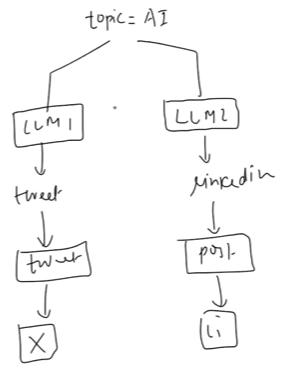 topic = AI
LLM1
LLM2
tweet
linkedin
tweet
post
X
Li